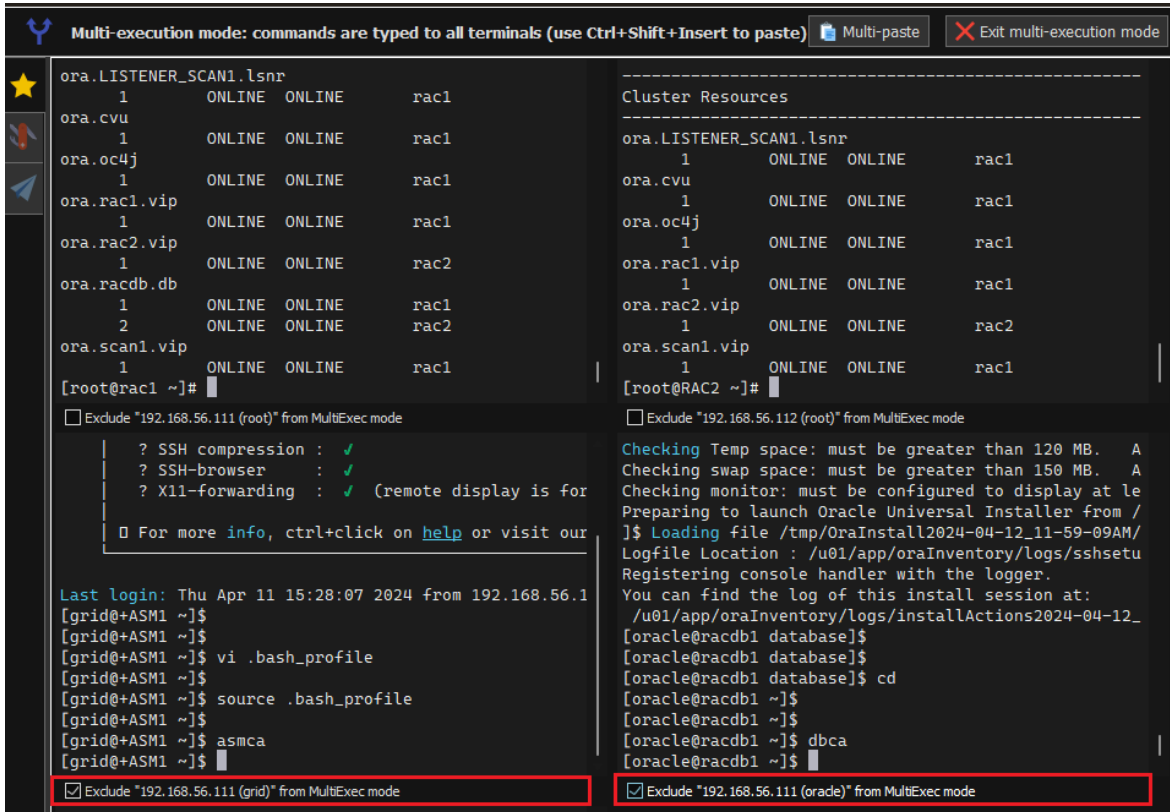 Multi-execution mode: commands are typed to all terminals (use Ctrl+Shift+Insert to paste) Multi-paste Exit multi-execution mode
ora.LISTENER_SCAN1.lsnr
1 ONLINE ONLINE rac1
ora.cvu
1 ONLINE ONLINE rac1
ora.oc4j
1 ONLINE ONLINE rac1
ora.rac1.vip
1 ONLINE ONLINE rac1
ora.rac2.vip
1 ONLINE ONLINE rac2
ora.racdb.db
1 ONLINE ONLINE rac1
2 ONLINE ONLINE rac2
ora.scan1.vip
1 ONLINE ONLINE rac1
[root@rac1 ~]#
Exclude "192.168.56.111 (root)" from MultiExec mode
-----------------------------------------------------
Cluster Resources
-----------------------------------------------------
ora.LISTENER_SCAN1.lsnr
1 ONLINE ONLINE rac1
ora.cvu
1 ONLINE ONLINE rac1
ora.oc4j
1 ONLINE ONLINE rac1
ora.rac1.vip
1 ONLINE ONLINE rac1
ora.rac2.vip
1 ONLINE ONLINE rac2
ora.scan1.vip
1 ONLINE ONLINE rac1
[root@RAC2 ~]#
Exclude "192.168.56.112 (root)" from MultiExec mode
? SSH compression : ✔
? SSH-browser : ✔
? X11-forwarding : ✔ (remote display is for
For more info, ctrl+click on help or visit our
Last login: Thu Apr 11 15:28:07 2024 from 192.168.56.1
[grid@+ASM1 ~]$
[grid@+ASM1 ~]$
[grid@+ASM1 ~]$ vi .bash_profile
[grid@+ASM1 ~]$
[grid@+ASM1 ~]$ source .bash_profile
[grid@+ASM1 ~]$
[grid@+ASM1 ~]$ asmca
[grid@+ASM1 ~]$
Exclude "192.168.56.111 (grid)" from MultiExec mode
Checking Temp space: must be greater than 120 MB. A
Checking swap space: must be greater than 150 MB. A
Checking monitor: must be configured to display at le
Preparing to launch Oracle Universal Installer from /
]$ Loading file /tmp/OraInstall2024-04-12_11-59-09AM/
Logfile Location : /u01/app/oraInventory/logs/sshsetu
Registering console handler with the logger.
You can find the log of this install session at:
/u01/app/oraInventory/logs/installActions2024-04-12_
[oracle@racdb1 database]$
[oracle@racdb1 database]$
[oracle@racdb1 database]$ cd
[oracle@racdb1 ~]$
[oracle@racdb1 ~]$
[oracle@racdb1 ~]$ dbca
[oracle@racdb1 ~]$
Exclude "192.168.56.111 (oracle)" from MultiExec mode